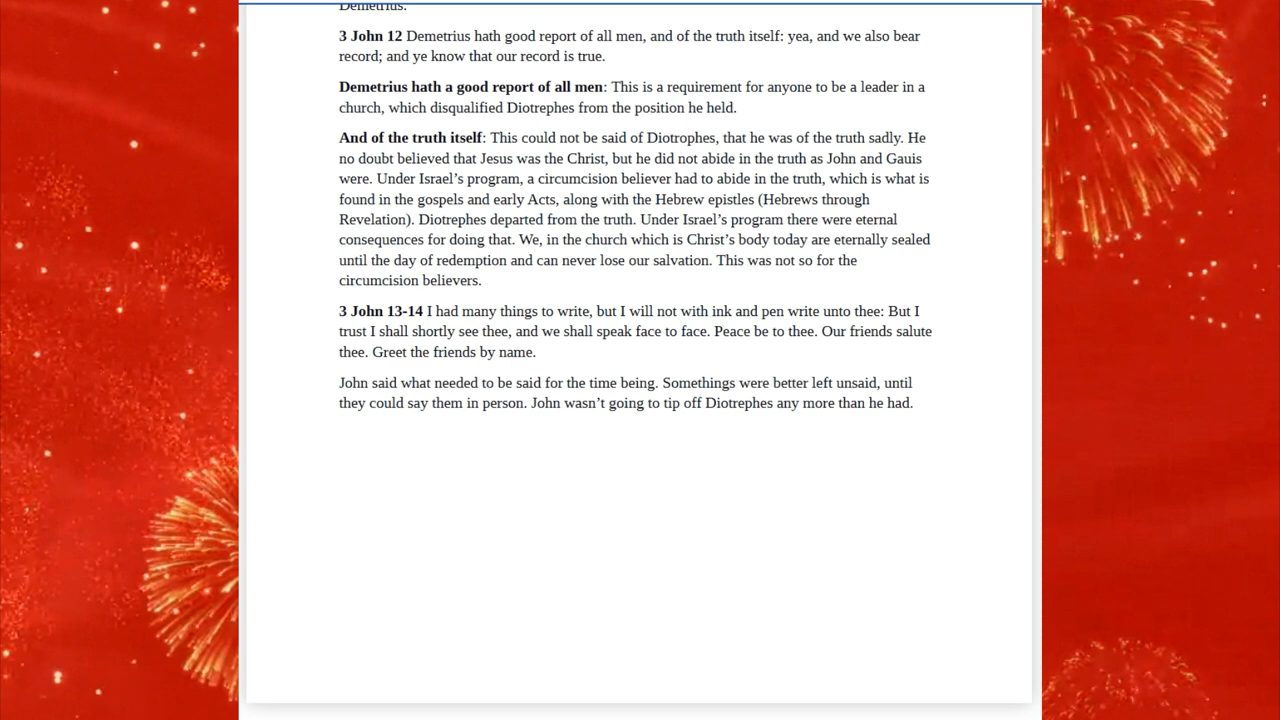 Demetrius.
3 John 12 Demetrius hath good report of all men, and of the truth itself: yea, and we also bear
record; and ye know that our record is true.
Demetrius hath a good report of all men: This is a requirement for anyone to be a leader in a
church, which disqualified Diotrephes from the position he held.
And of the truth itself: This could not be said of Diotrophes, that he was of the truth sadly. He
no doubt believed that Jesus was the Christ, but he did not abide in the truth as John and Gauis
were. Under Israel’s program, a circumcision believer had to abide in the truth, which is what is
found in the gospels and early Acts, along with the Hebrew epistles (Hebrews through
Revelation). Diotrephes departed from the truth. Under Israel’s program there were eternal
consequences for doing that. We, in the church which is Christ’s body today are eternally sealed
until the day of redemption and can never lose our salvation. This was not so for the
circumcision believers.
3 John 13-14 I had many things to write, but I will not with ink and pen write unto thee: But I
trust I shall shortly see thee, and we shall speak face to face. Peace be to thee. Our friends salute
thee. Greet the friends by name.
John said what needed to be said for the time being. Somethings were better left unsaid, until
they could say them in person. John wasn’t going to tip off Diotrephes any more than he had.